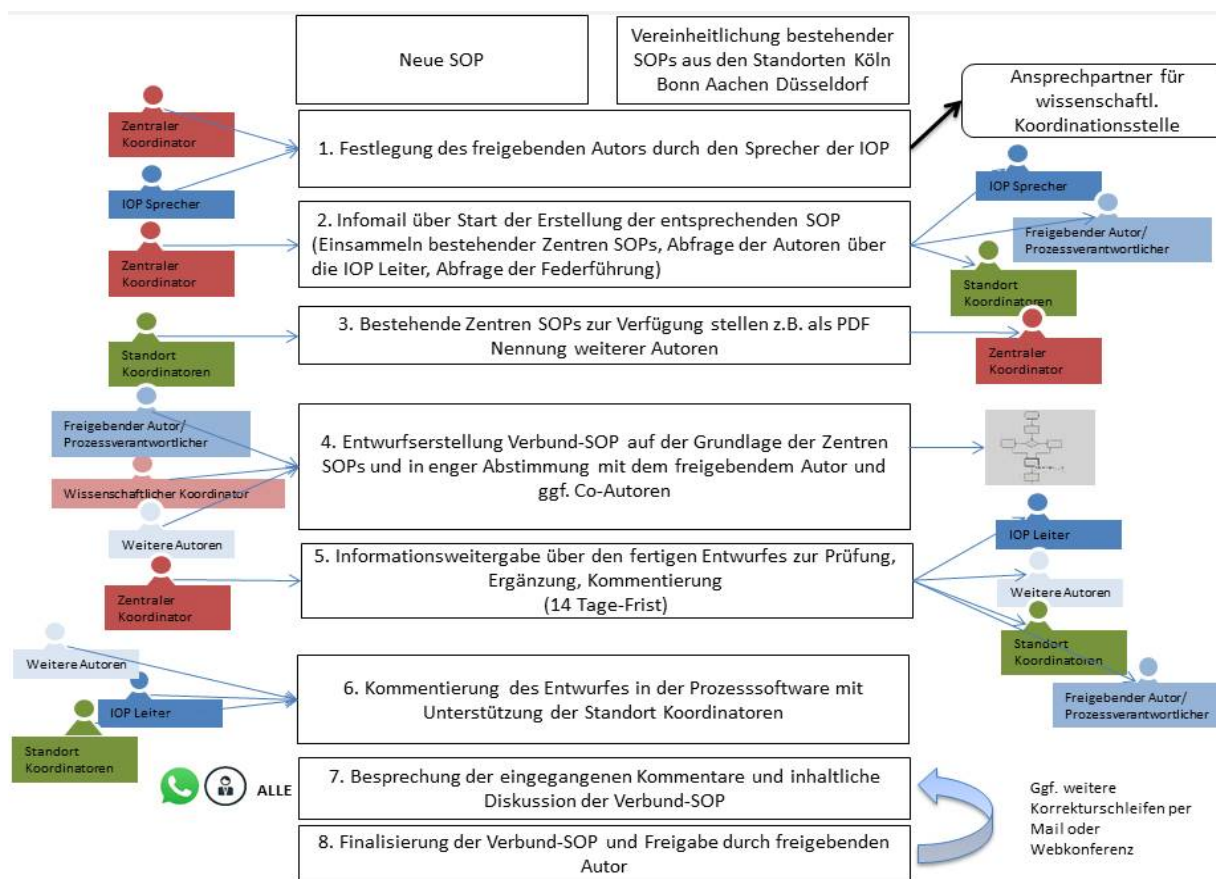 Neue SOP
Vereinheitlichung bestehender
SOPs aus den Standorten Köln
Bonn Aachen Düsseldorf
Ansprechpartner für
wissenschaftl.
Koordinationsstelle
Zentraler
Koordinator
IOP Sprecher
1. Festlegung des freigebenden Autors durch den Sprecher der IOP
Zentraler
Koordinator
2. Infomail über Start der Erstellung der entsprechenden SOP
(Einsammeln bestehender Zentren SOPs, Abfrage der Autoren über
die IOP Leiter, Abfrage der Federführung)
IOP Sprecher
Freigebender Autor/
Prozessverantwortlicher
Standort
Koordinatoren
Standort
Koordinatoren
3. Bestehende Zentren SOPs zur Verfügung stellen z.B. als PDF
Nennung weiterer Autoren
Zentraler
Koordinator
Freigebender Autor/
Prozessverantwortlicher
Wissenschaftlicher Koordinator
Weitere Autoren
4. Entwurfserstellung Verbund-SOP auf der Grundlage der Zentren
SOPs und in enger Abstimmung mit dem freigebendem Autor und
ggf. Co-Autoren
Zentraler
Koordinator
5. Informationsweitergabe über den fertigen Entwurfes zur Prüfung,
Ergänzung, Kommentierung
(14 Tage-Frist)
IOP Leiter
Weitere Autoren
Standort
Koordinatoren
Freigebender Autor/
Prozessverantwortlicher
Weitere Autoren
IOP Leiter
Standort
Koordinatoren
6. Kommentierung des Entwurfes in der Prozesssoftware mit
Unterstützung der Standort Koordinatoren
ALLE
7. Besprechung der eingegangenen Kommentare und inhaltliche
Diskussion der Verbund-SOP
8. Finalisierung der Verbund-SOP und Freigabe durch freigebenden
Autor
Ggf. weitere
Korrekturschleifen per
Mail oder
Webkonferenz